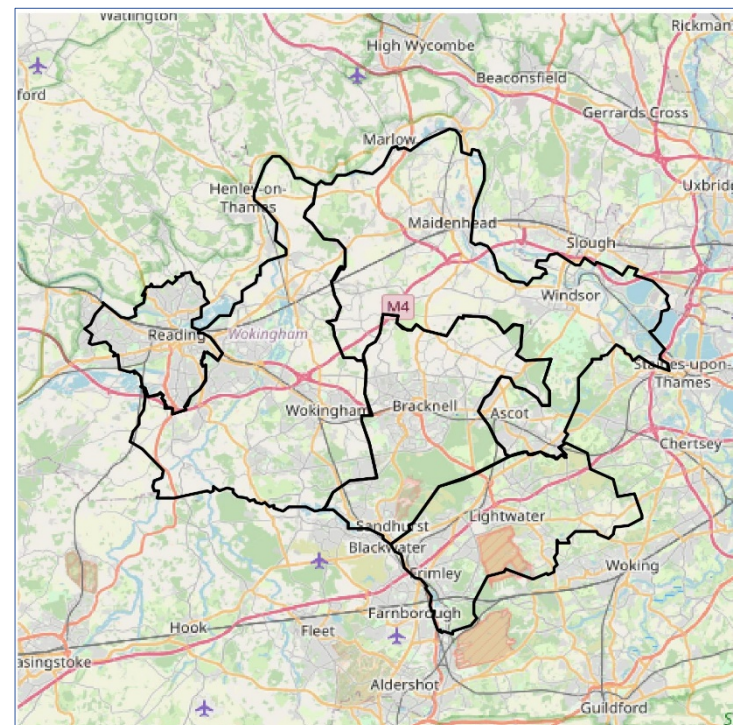 Watlington
Rickman
High Wycombe
Beaconsfield
ford
Gerrards Cross
Marlow
Uxbridg
Henley-on-
Thames
Maidenhead
Slough
Windsor
M4
Reading
Wokingham
Staines-upon-
Thames
Wokingham
Bracknell
Ascot
Chertsey
Lightwater
Sandhurst
Blackwater
Woking
Frimley
Farnborough
Hook
Fleet
asingstoke
Aldershot
Guildford
S